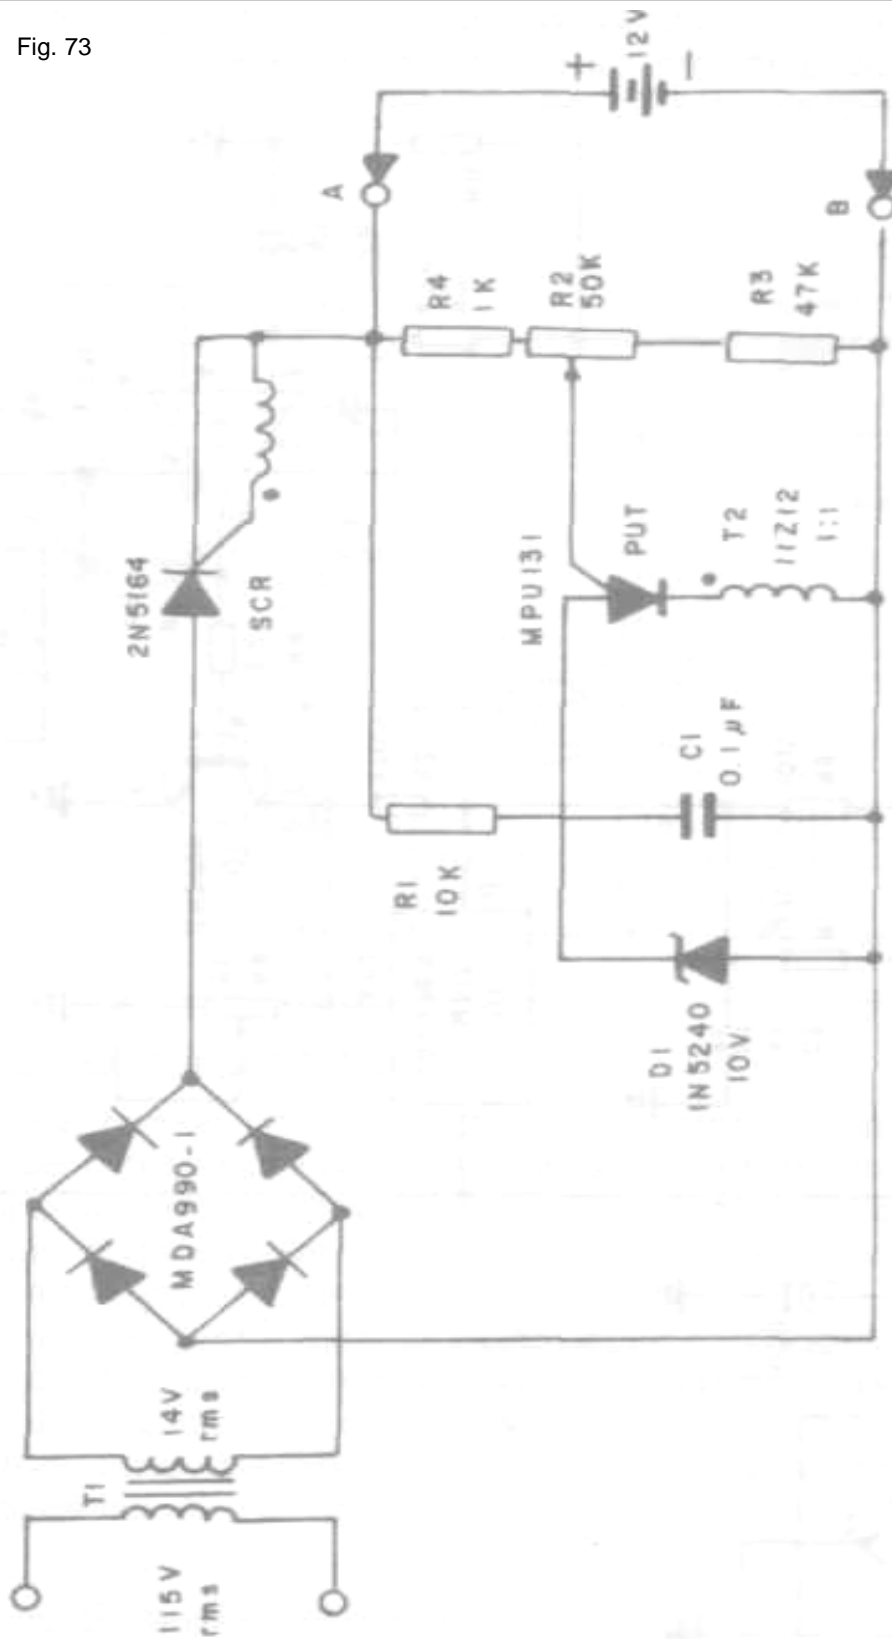 Fig. 73
115V
rms
T1
14V
rms
MDA990-1
2N5164
SCR
D1
1N5240
10V
R1
10K
C1
0.1µF
MPU131
PUT
T2
11Z12
1:1
R4
1K
R2
50K
R3
47K
A
B
+
12V
−